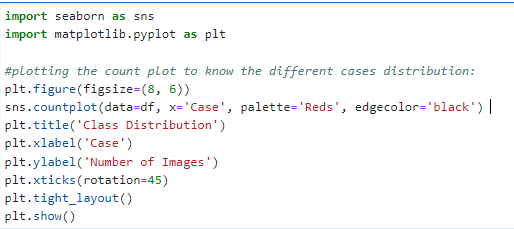 import seaborn as sns
import matplotlib.pyplot as plt
#plotting the count plot to know the different cases distribution:
plt.figure(figsize=(8, 6))
sns.countplot(data=df, x='Case', palette='Reds', edgecolor='black')
plt.title('Class Distribution')
plt.xlabel('Case')
plt.ylabel('Number of Images')
plt.xticks(rotation=45)
plt.tight_layout()
plt.show()